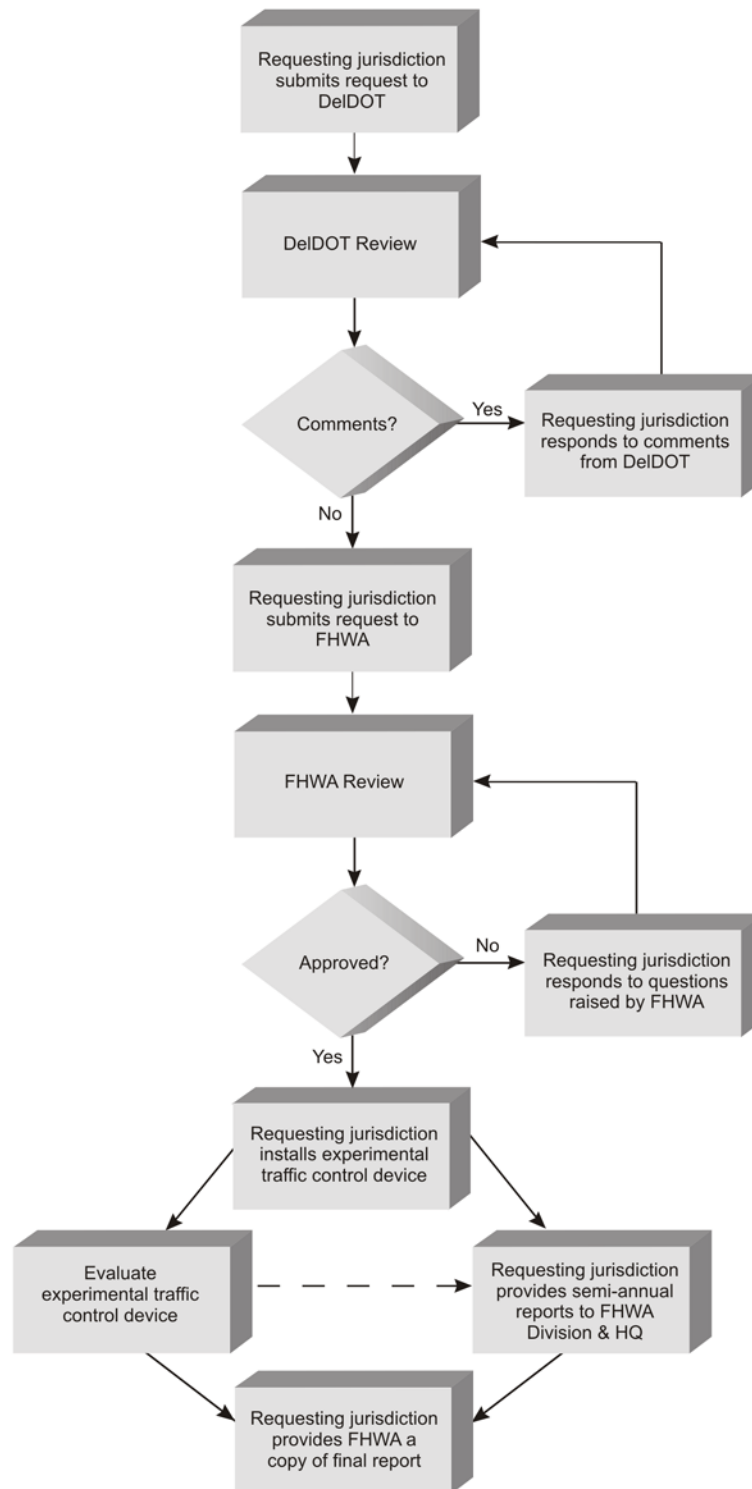 Requesting jurisdiction
submits request to
DelDOT
DelDOT Review
Comments?
Yes
Requesting jurisdiction
responds to comments
from DelDOT
No
Requesting jurisdiction
submits request to
FHWA
FHWA Review
Approved?
No
Requesting jurisdiction
responds to questions
raised by FHWA
Yes
Requesting jurisdiction
installs experimental
traffic control device
Evaluate
experimental traffic
control device
Requesting jurisdiction
provides semi-annual
reports to FHWA
Division & HQ
Requesting jurisdiction
provides FHWA a
copy of final report